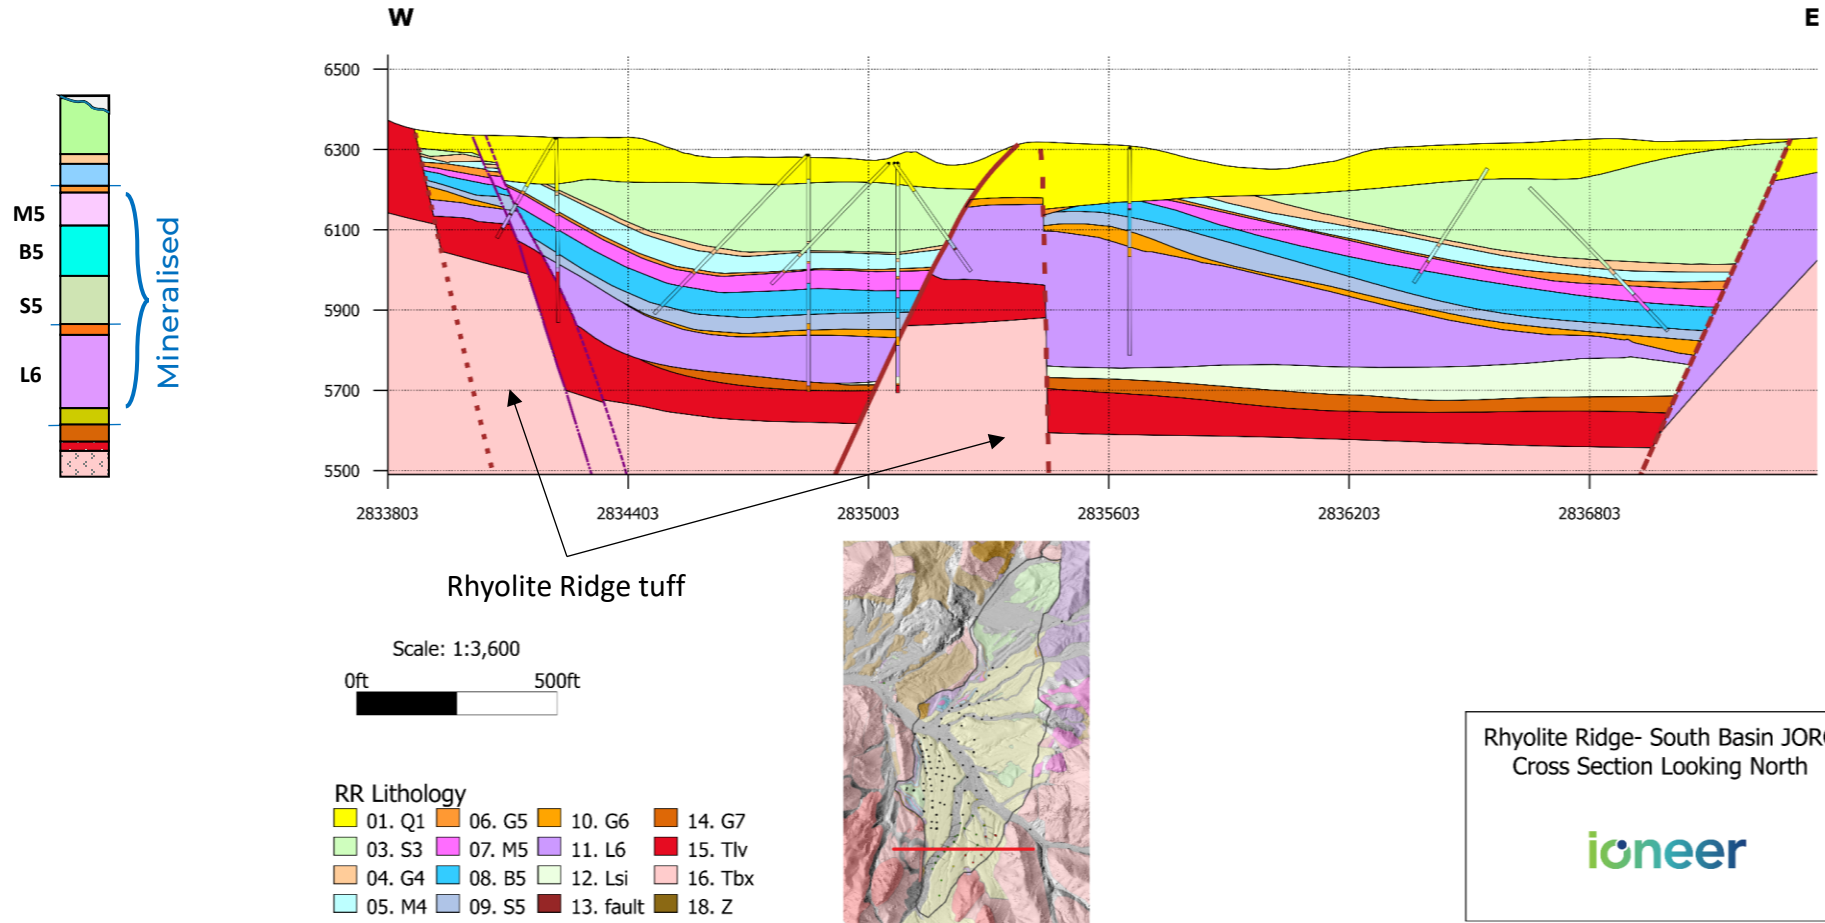 W
E
6500
6300
6100
5900
5700
5500
2833803
2834403
2835003
2835603
2836203
2836803
M5
B5
S5
L6
Mineralised
Rhyolite Ridge tuff
Scale: 1:3,600
0ft 500ft
RR Lithology
01. Q1 06. G5 10. G6 14. G7
03. S3 07. M5 11. L6 15. Tlv
04. G4 08. B5 12. Lsi 16. Tbx
05. M4 09. S5 13. fault 18. Z
Rhyolite Ridge- South Basin JOR
Cross Section Looking North
ioneer